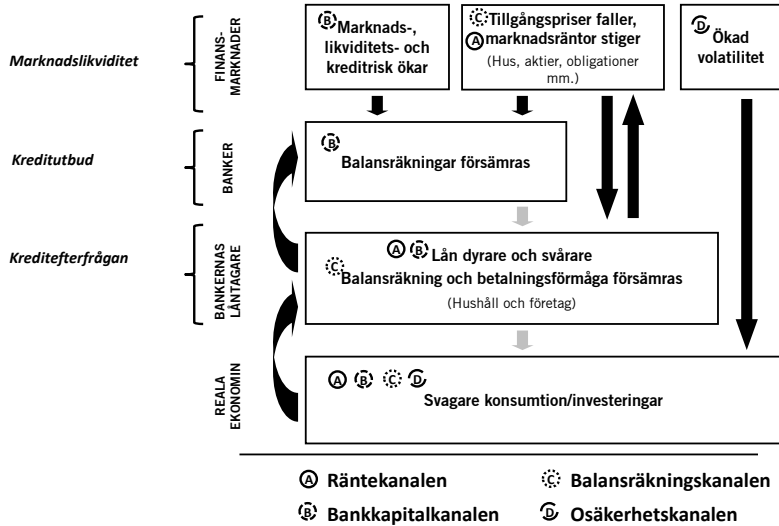 Marknadslikviditet
FINANS-
MARKNADER
B Marknads-,
likviditets- och
kreditrisk ökar
C Tillgångspriser faller,
A marknadsräntor stiger
(Hus, aktier, obligationer
mm.)
D Ökad
volatilitet
Kreditutbud
BANKER
B
Balansräkningar försämras
Kreditefterfrågan
BANKERNAS
LÅNTAGARE
A B Lån dyrare och svårare
C Balansräkning och betalningsförmåga försämras
(Hushåll och företag)
REALA
EKONOMIN
A B C D
Svagare konsumtion/investeringar
A Räntekanalen
C Balansräkningskanalen
B Bankkapitalkanalen
D Osäkerhetskanalen